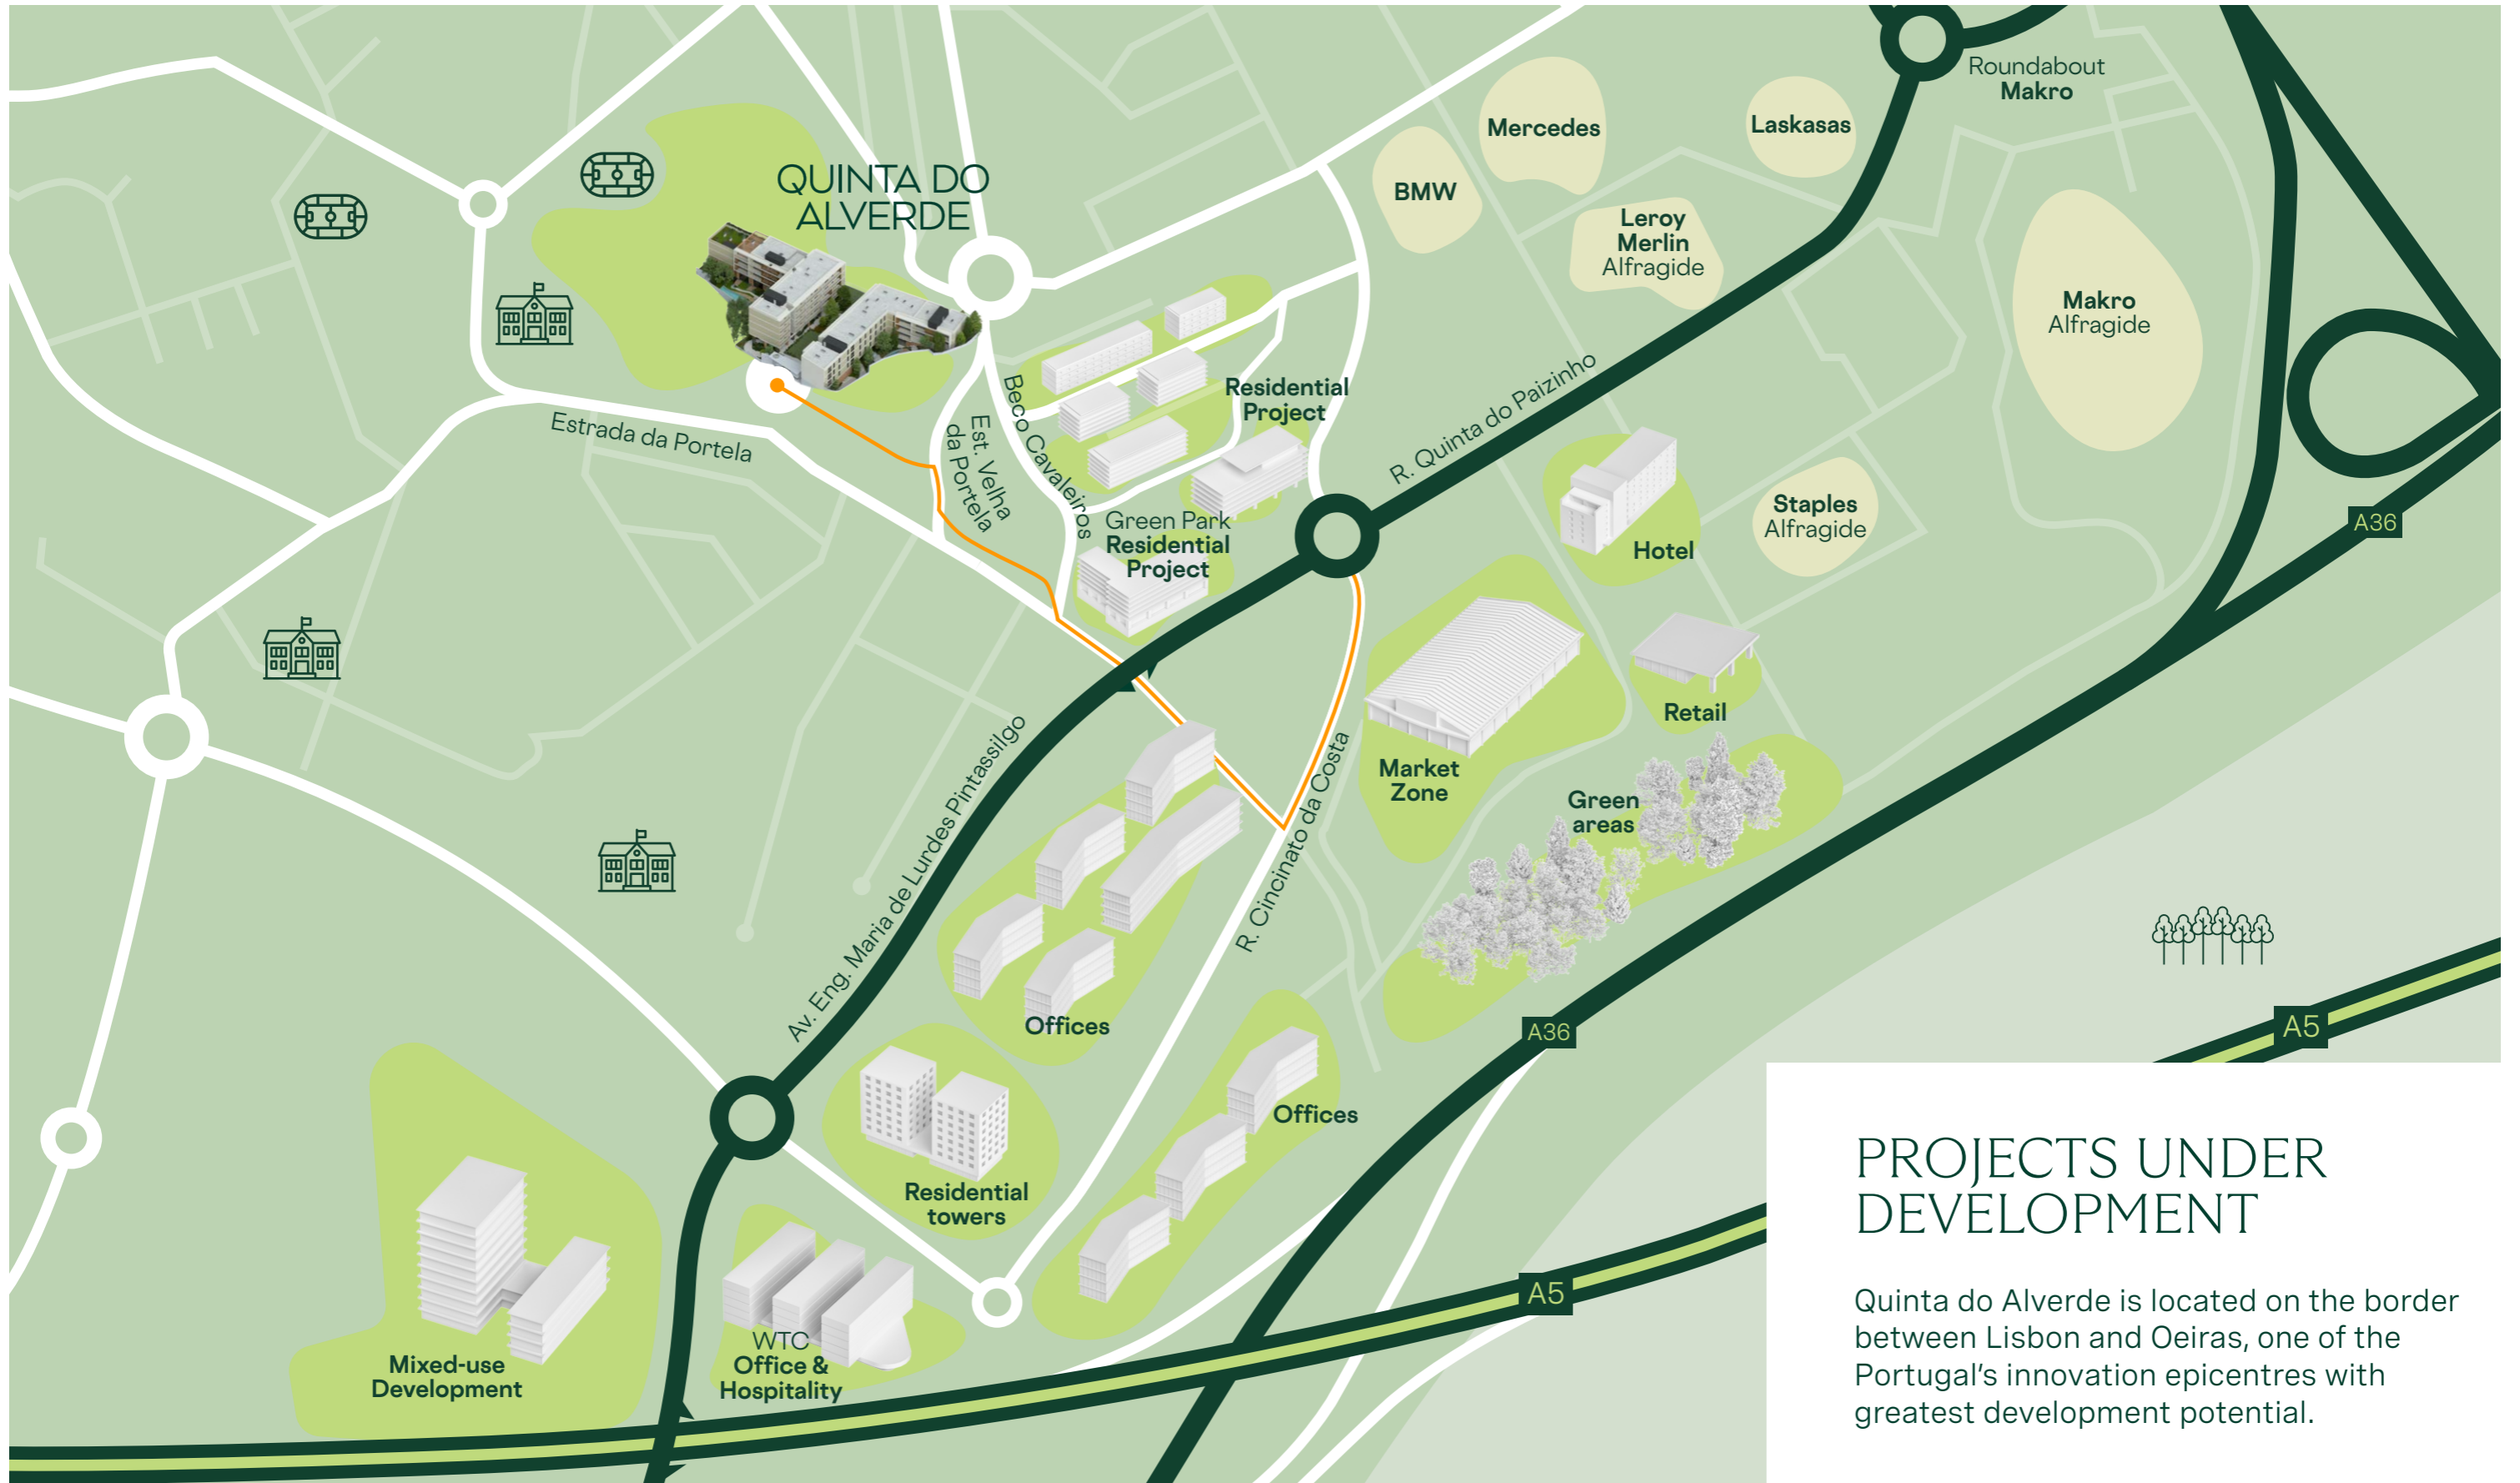 Roundabout
Makro
Mercedes
Laskasas
BMW
QUINTA DO
ALVERDE
Leroy
Merlin
Alfragide
Makro
Alfragide
Residential
Project
R. Quinta do Paizinho
Estrada da Portela
Est. Velha
da Portela
Beco Cavaleiros
Staples
Alfragide
A36
Green Park
Residential
Project
Hotel
Retail
Market
Zone
Green
areas
Av. Eng. Maria de Lurdes Pintassilgo
R. Cincinato da Costa
Offices
A36
A5
Offices
Residential
towers
A5
WTC
Office &
Hospitality
Mixed-use
Development
PROJECTS UNDER
DEVELOPMENT
Quinta do Alverde is located on the border
between Lisbon and Oeiras, one of the
Portugal's innovation epicentres with
greatest development potential.